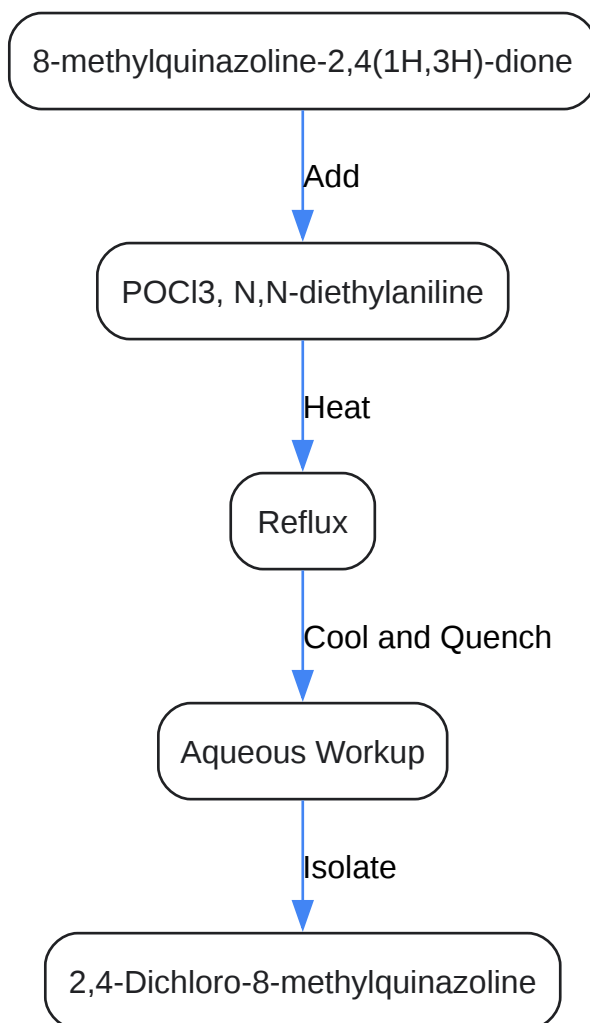 8-methylquinazoline-2,4(1H,3H)-dione
Add
POCl3, N,N-diethylaniline
Heat
Reflux
Cool and Quench
Aqueous Workup
Isolate
2,4-Dichloro-8-methylquinazoline